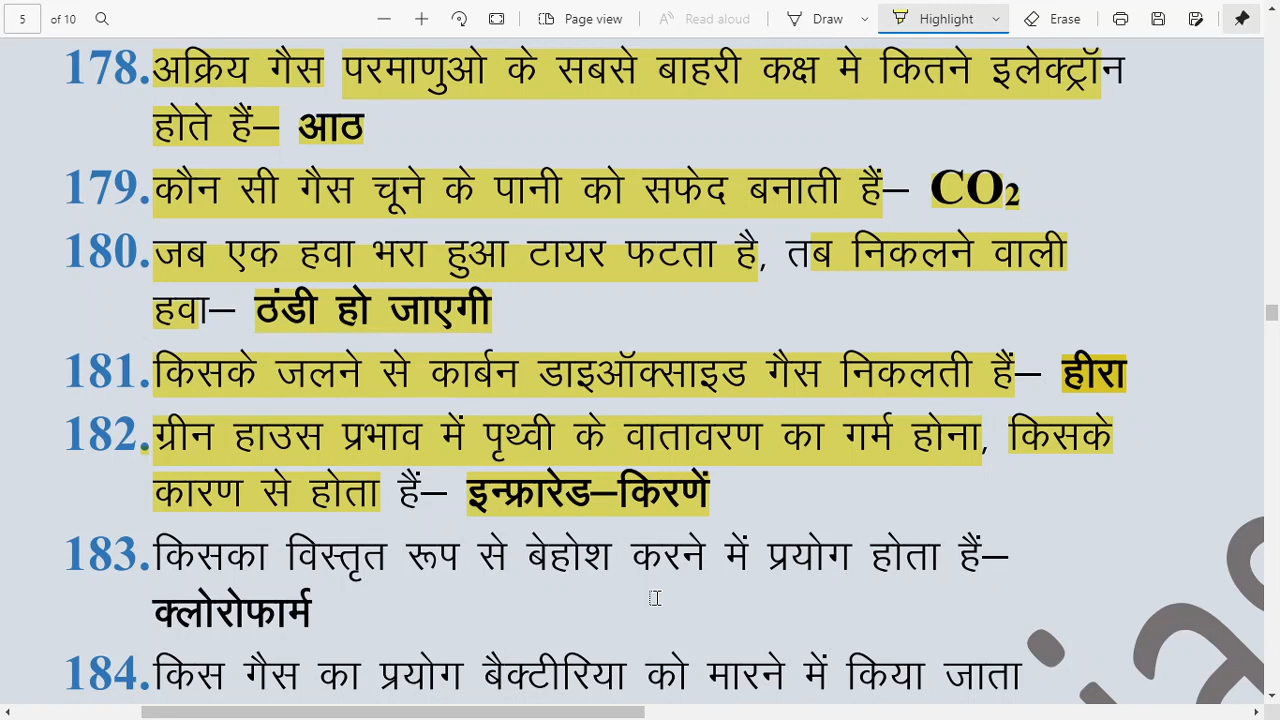 5 of 10 Page view Read aloud Draw Highlight Erase
178. अक्रिय गैस परमाणुओ के सबसे बाहरी कक्ष मे कितने इलेक्ट्रॉन
होते हैं– आठ
179. कौन सी गैस चूने के पानी को सफेद बनाती हैं– CO₂
180. जब एक हवा भरा हुआ टायर फटता है, तब निकलने वाली
हवा– ठंडी हो जाएगी
181. किसके जलने से कार्बन डाइऑक्साइड गैस निकलती हैं– हीरा
182. ग्रीन हाउस प्रभाव में पृथ्वी के वातावरण का गर्म होना, किसके
कारण से होता हैं– इन्फ्रारेड–किरणें
183. किसका विस्तृत रूप से बेहोश करने में प्रयोग होता हैं–
क्लोरोफार्म
184. किस गैस का प्रयोग बैक्टीरिया को मारने में किया जाता